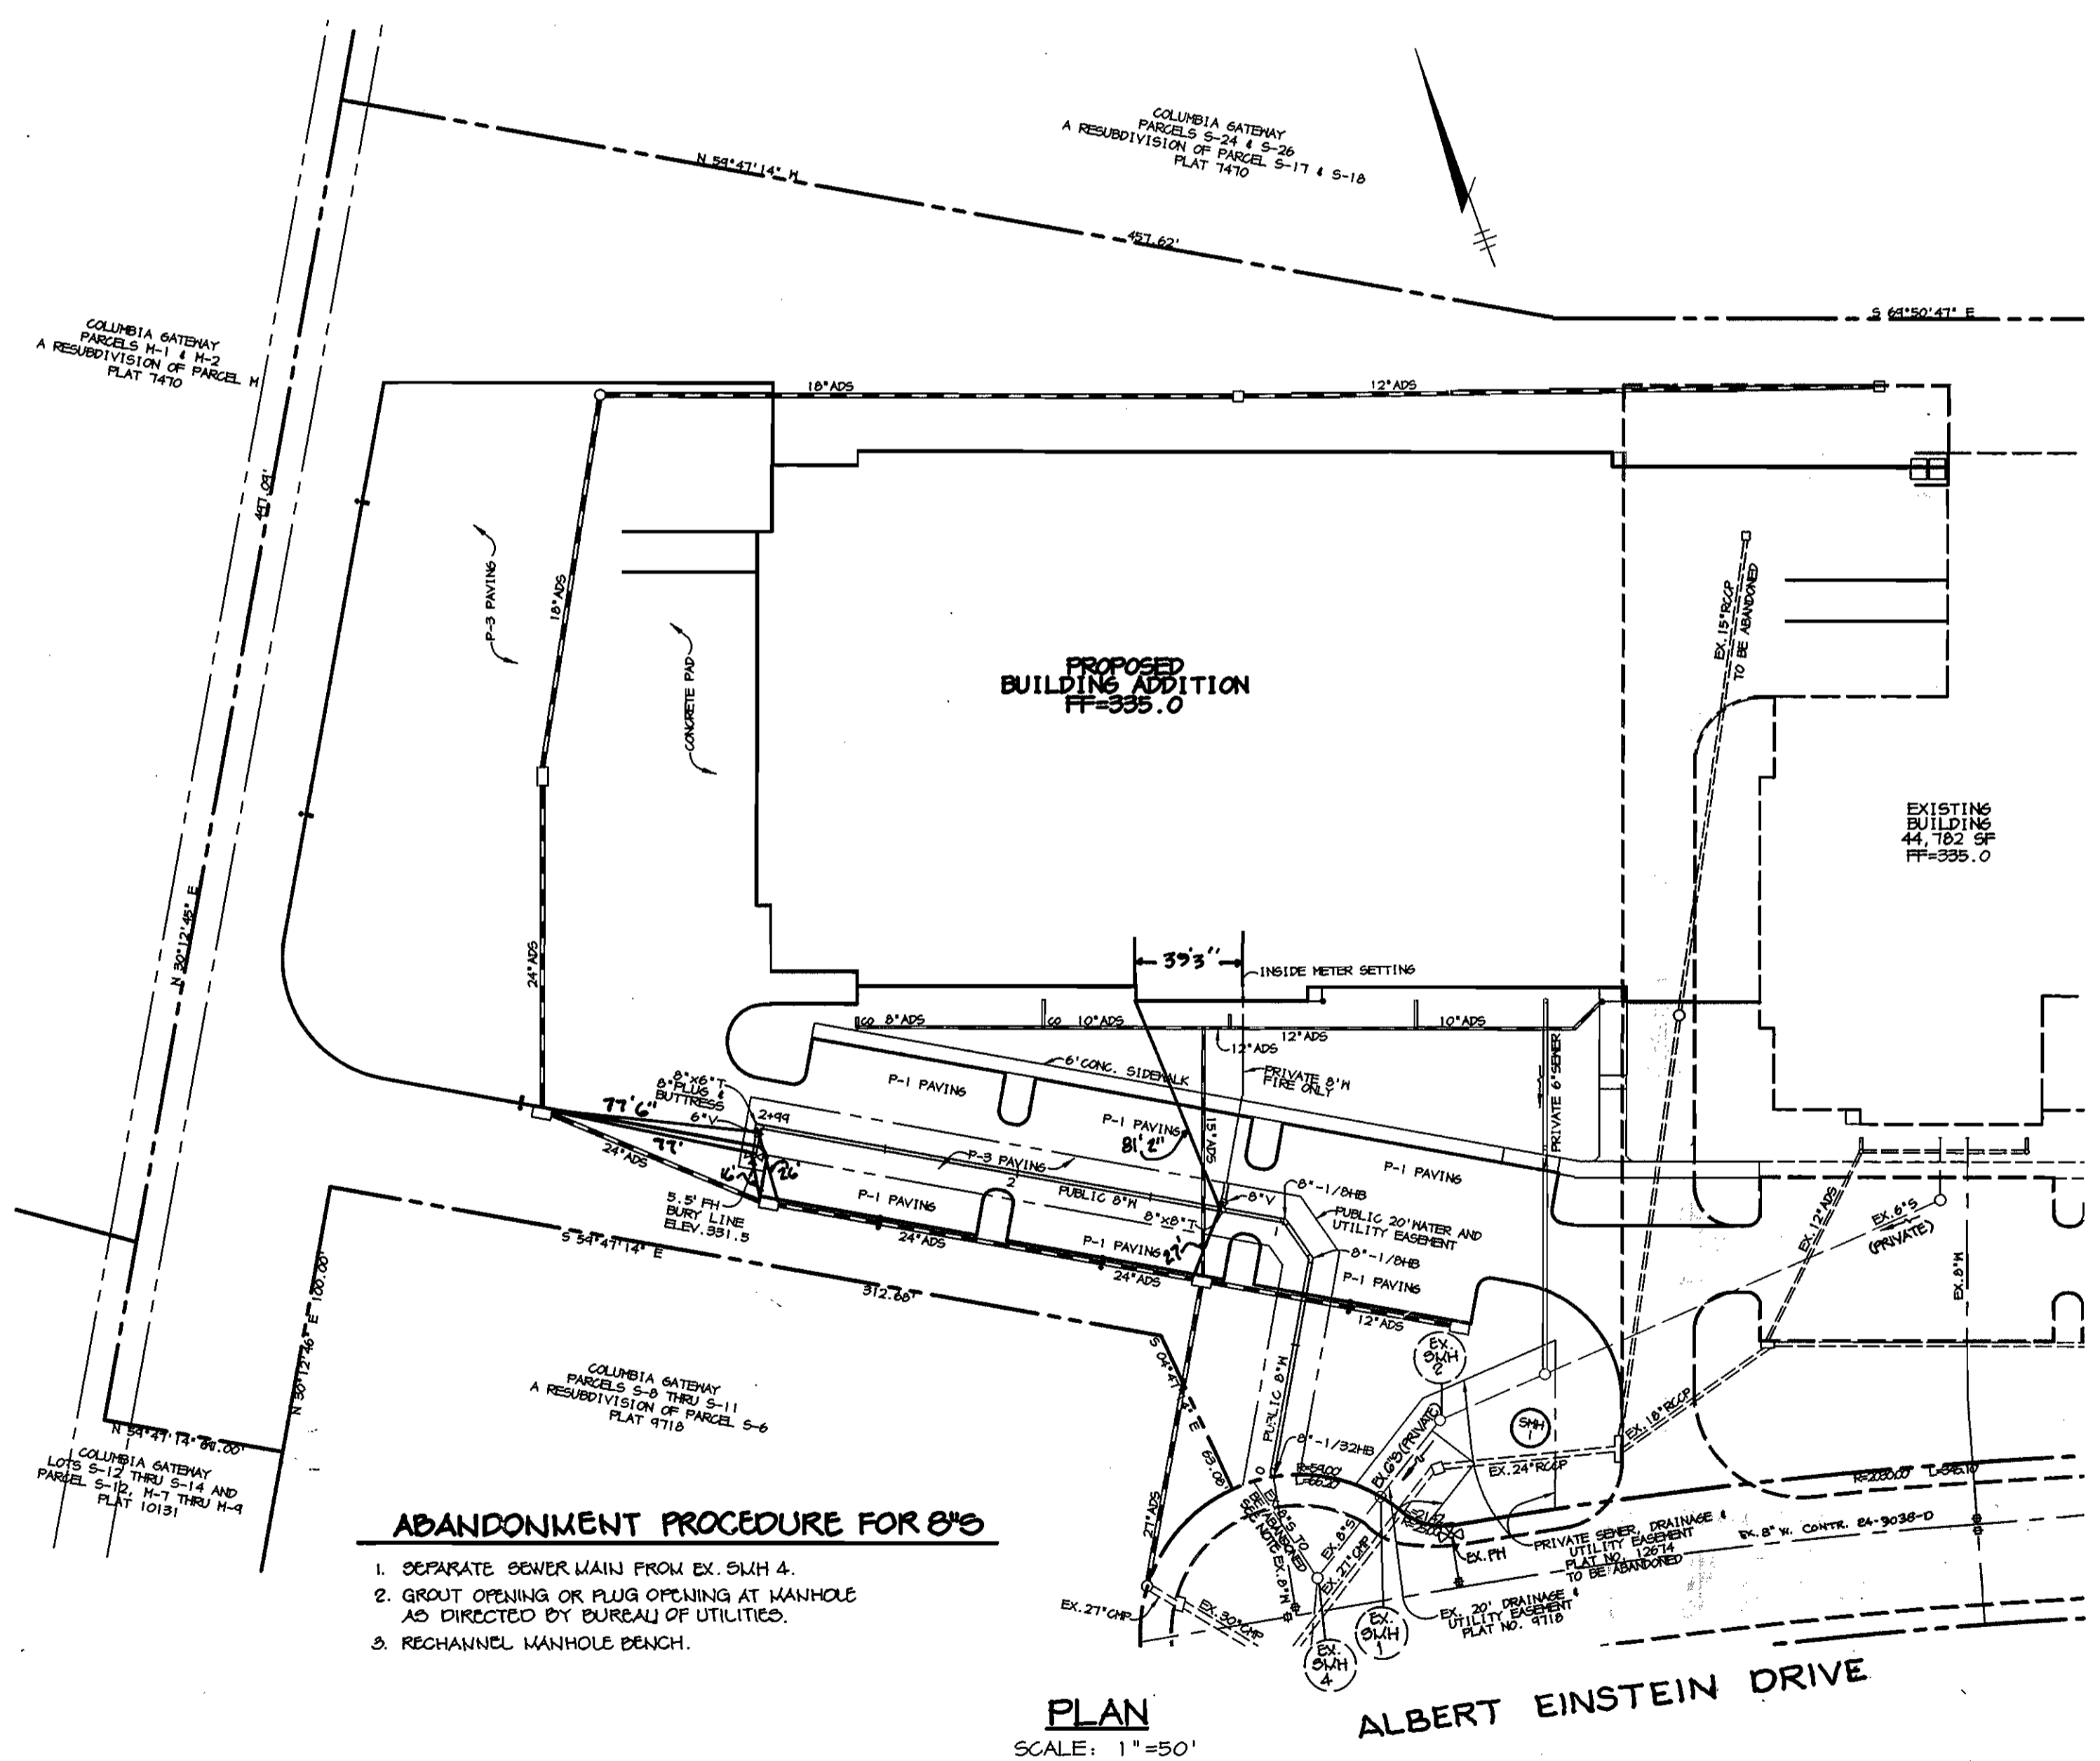 COLUMBIA GATEWAY
PARCELS S-24 & S-26
A RESUBDIVISION OF PARCEL S-17 & S-18
PLAT 7470
N 59°47'14" W
457.62'
S 69°50'47" E
COLUMBIA GATEWAY
PARCELS M-1 & M-2
A RESUBDIVISION OF PARCEL M
PLAT 7470
497.09'
N 30°12'45" E
18"ADS
12"ADS
18"ADS
P-3 PAVING
CONCRETE PAD
24"ADS
PROPOSED
BUILDING ADDITION
FF=335.0
EX. 15"RCCP
TO BE ABANDONED
EXISTING
BUILDING
44,782 SF
FF=335.0
39'3"
INSIDE METER SETTING
CO 8"ADS
CO 10"ADS
12"ADS
10"ADS
12"ADS
6' CONC. SIDEWALK
PRIVATE 8"W
FIRE ONLY
PRIVATE 6"SEWER
P-1 PAVING
8"x6"T
8"PLUG &
BUTTRESS
6"V
2+99
77'6"
77'
24"ADS
16'
26'
P-1 PAVING
81'2"
15"ADS
P-3 PAVING
2
PUBLIC 8"W
8"x8"T
8"V
8"-1/8HB
P-1 PAVING
PUBLIC 20'WATER AND
UTILITY EASEMENT
1
5.5' FH
BURY LINE
ELEV. 331.5
P-1 PAVING
24"ADS
P-1 PAVING
27'
24"ADS
8"-1/8HB
P-1 PAVING
12"ADS
EX. 12"ADS
EX. 6"S
(PRIVATE)
EX. 8"W
S 59°47'14" E
312.68'
N 30°12'46" E 100.00'
COLUMBIA GATEWAY
PARCELS S-8 THRU S-11
A RESUBDIVISION OF PARCEL S-6
PLAT 9718
63.08'
PUBLIC 8"W
EX.
SMH
2
SMH
1
EX. 18"RCCP
EX. 24"RCCP
EX. 6"S (PRIVATE)
8"-1/32HB
0
R=59.00'
EX. 8"S
EX. 27"CMP
EX. FH
27"ADS
EX. 27"CMP
EX. 30"CMP
EX.
SMH
1
EX.
SMH
4
PRIVATE SEWER, DRAINAGE &
UTILITY EASEMENT
PLAT NO. 12674
TO BE ABANDONED
EX. 20' DRAINAGE &
UTILITY EASEMENT
PLAT NO. 9718
EX. 8" W. CONTR. 24-9038-D
COLUMBIA GATEWAY
LOTS S-12 THRU S-14 AND
PARCEL S-12, M-7 THRU M-9
PLAT 10131
ABANDONMENT PROCEDURE FOR 8"S
1. SEPARATE SEWER MAIN FROM EX. SMH 4.
2. GROUT OPENING OR PLUG OPENING AT MANHOLE
AS DIRECTED BY BUREAU OF UTILITIES.
3. RECHANNEL MANHOLE BENCH.
PLAN
SCALE: 1"=50'
ALBERT EINSTEIN DRIVE